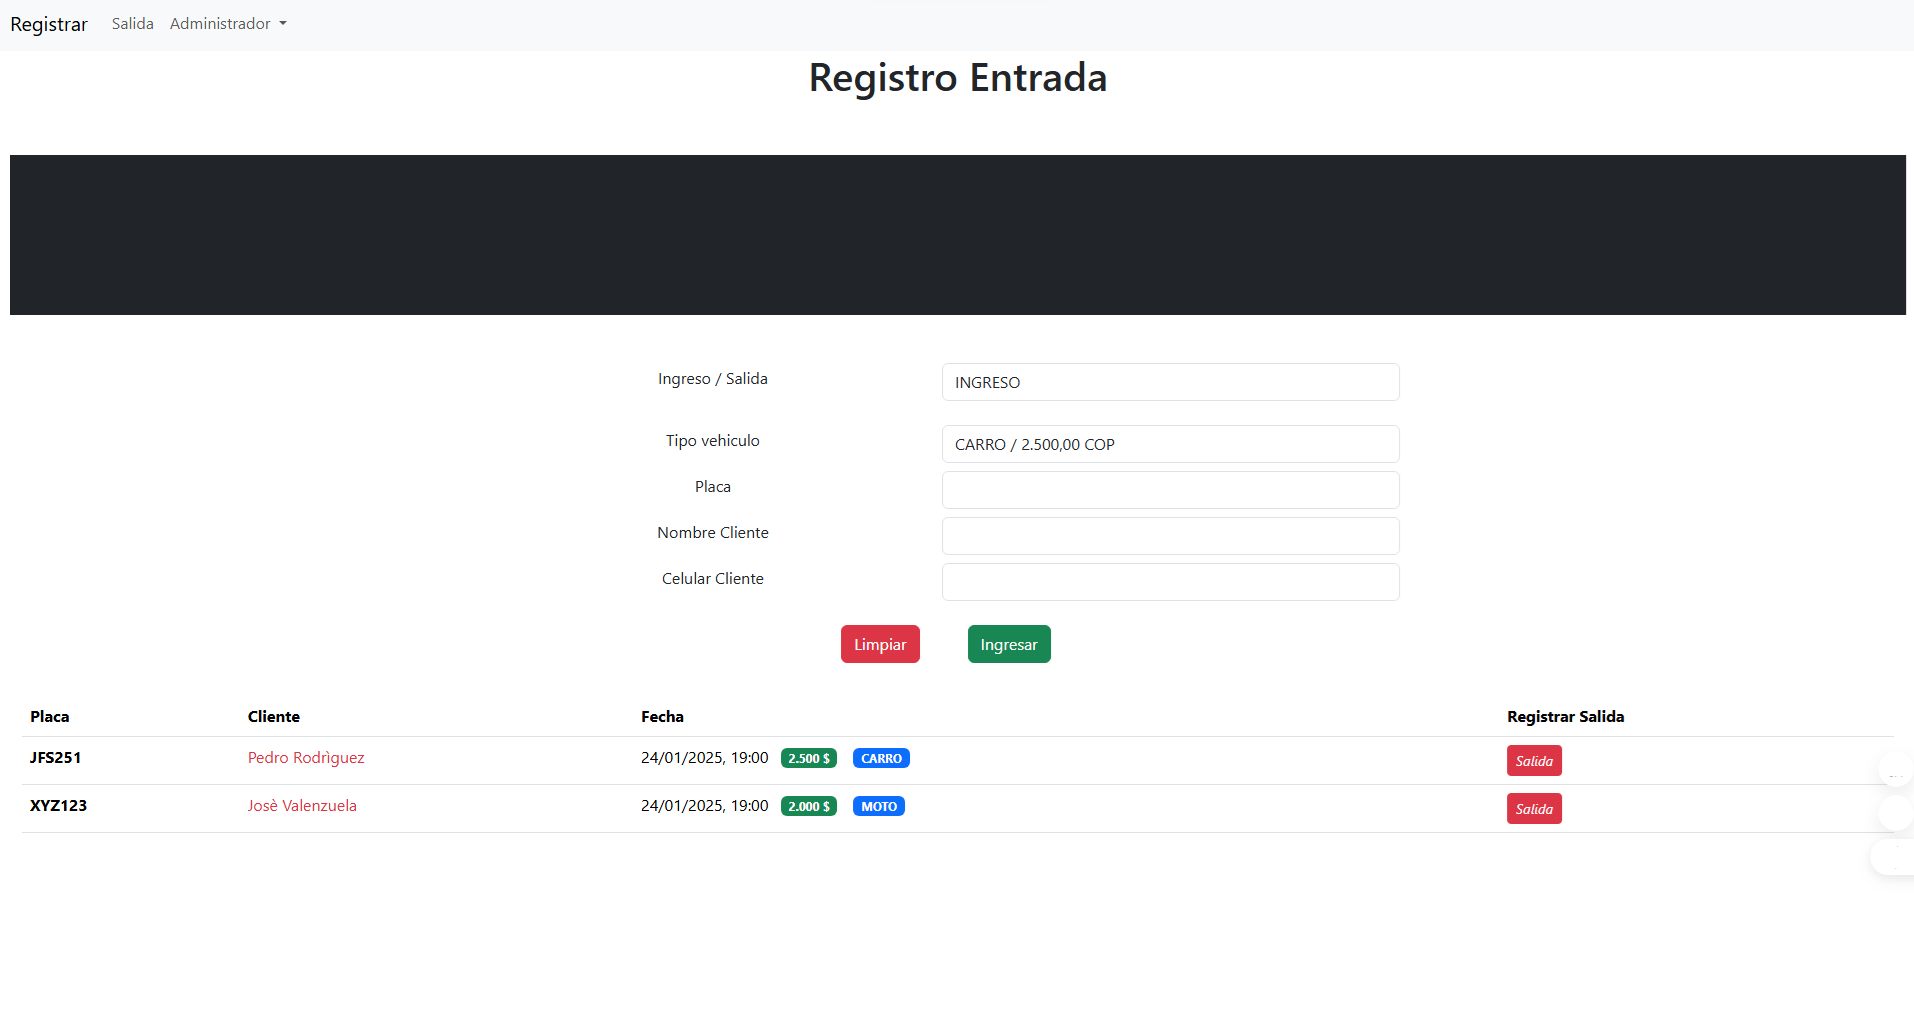 Registrar Salida Administrador
Registro Entrada
Ingreso / Salida INGRESO
Tipo vehiculo CARRO / 2.500,00 COP
Placa
Nombre Cliente
Celular Cliente
Limpiar Ingresar
Placa Cliente Fecha Registrar Salida
JFS251 Pedro Rodrìguez 24/01/2025, 19:00 2.500 $ CARRO Salida
XYZ123 Josè Valenzuela 24/01/2025, 19:00 2.000 $ MOTO Salida